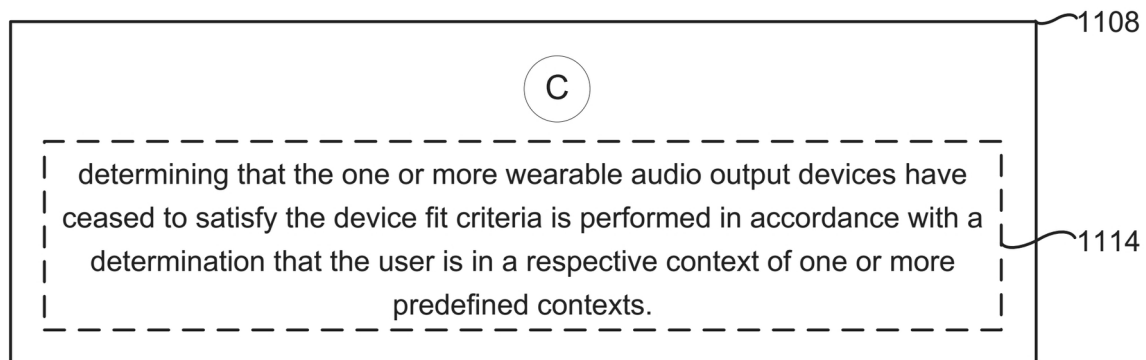 1108
C
determining that the one or more wearable audio output devices have
ceased to satisfy the device fit criteria is performed in accordance with a
determination that the user is in a respective context of one or more
predefined contexts.
1114